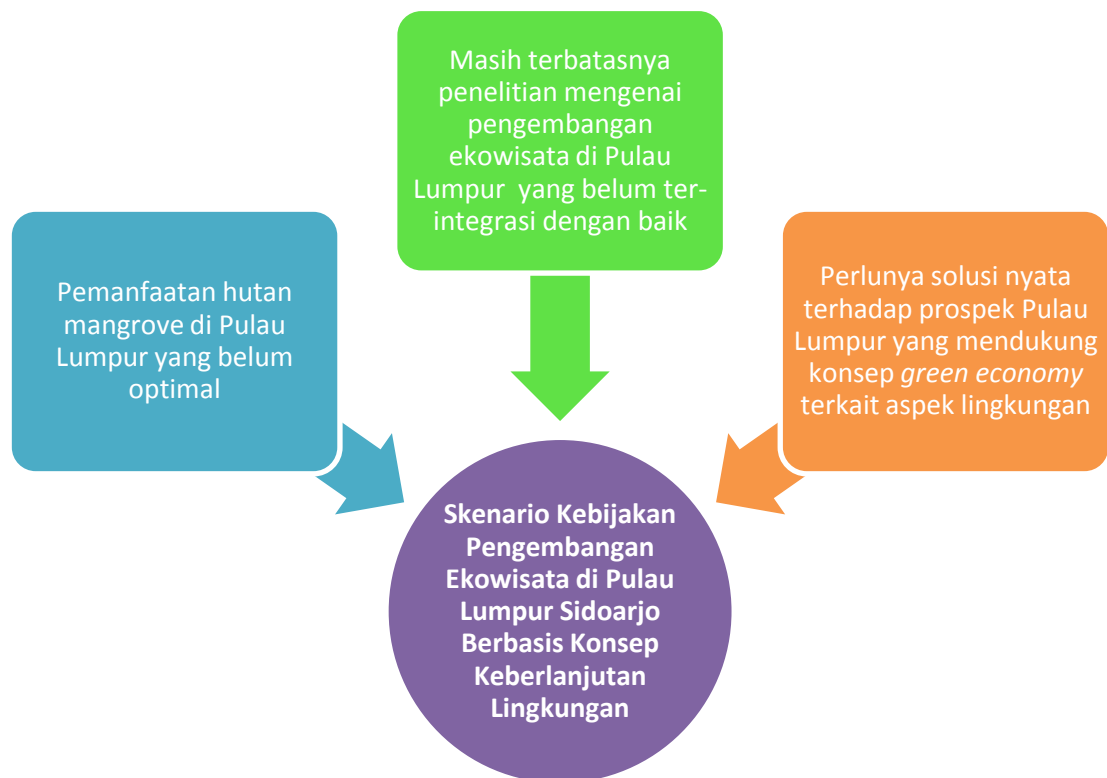 Masih terbatasnya
penelitian mengenai
pengembangan
ekowisata di Pulau
Lumpur yang belum ter-
integrasi dengan baik
Pemanfaatan hutan
mangrove di Pulau
Lumpur yang belum
optimal
Perlunya solusi nyata
terhadap prospek Pulau
Lumpur yang mendukung
konsep green economy
terkait aspek lingkungan
Skenario Kebijakan
Pengembangan
Ekowisata di Pulau
Lumpur Sidoarjo
Berbasis Konsep
Keberlanjutan
Lingkungan